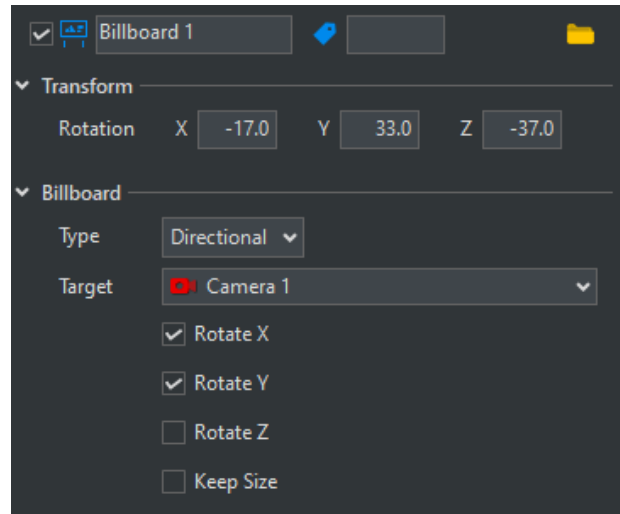 Billboard 1
Transform
Rotation X -17.0 Y 33.0 Z -37.0
Billboard
Type Directional
Target Camera 1
Rotate X
Rotate Y
Rotate Z
Keep Size